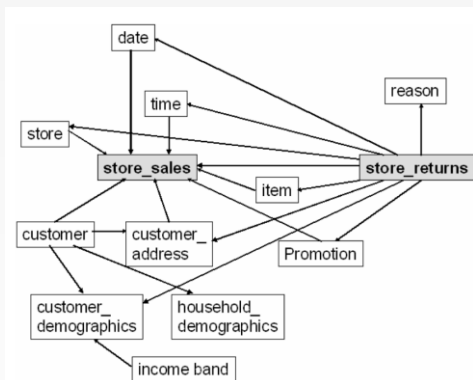 date
time
reason
store
store_sales
store_returns
item
customer
customer_
address
Promotion
customer_
demographics
household_
demographics
income band